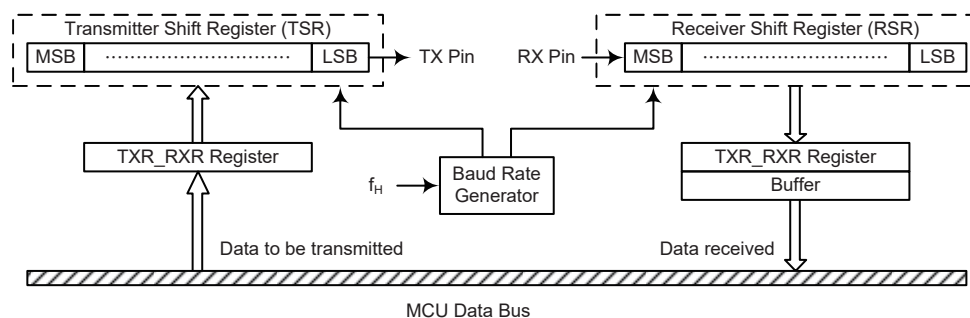 Transmitter Shift Register (TSR)
MSB
LSB
TX Pin
RX Pin
Receiver Shift Register (RSR)
MSB
LSB
TXR_RXR Register
fH
Baud Rate
Generator
TXR_RXR Register
Buffer
Data to be transmitted
Data received
MCU Data Bus